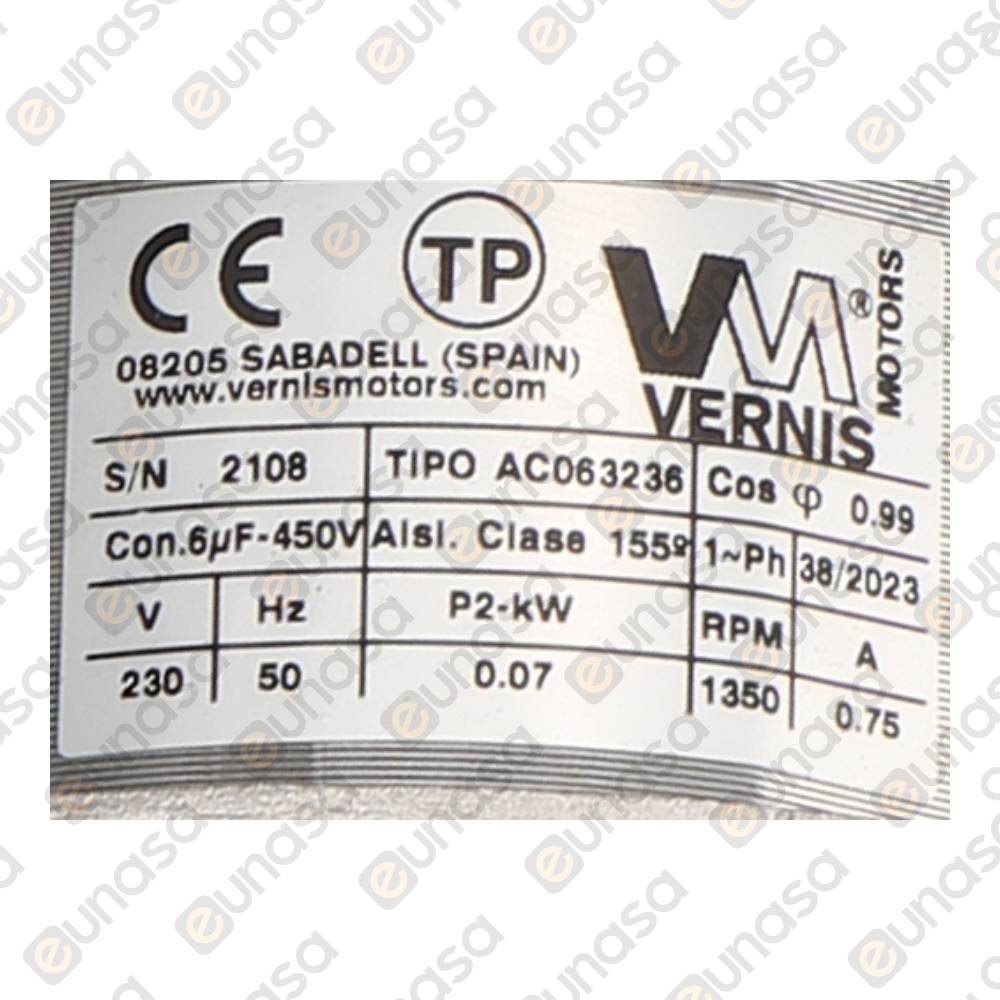 CE TP VM® MOTORS
VERNIS
08205 SABADELL (SPAIN)
www.vernismotors.com
S/N 2108 TIPO AC063236 Cos φ 0.99
Con.6µF-450V Aisl. Clase 155º 1~Ph 38/2023
V Hz P2-kW RPM A
230 50 0.07 1350 0.75
eunasa